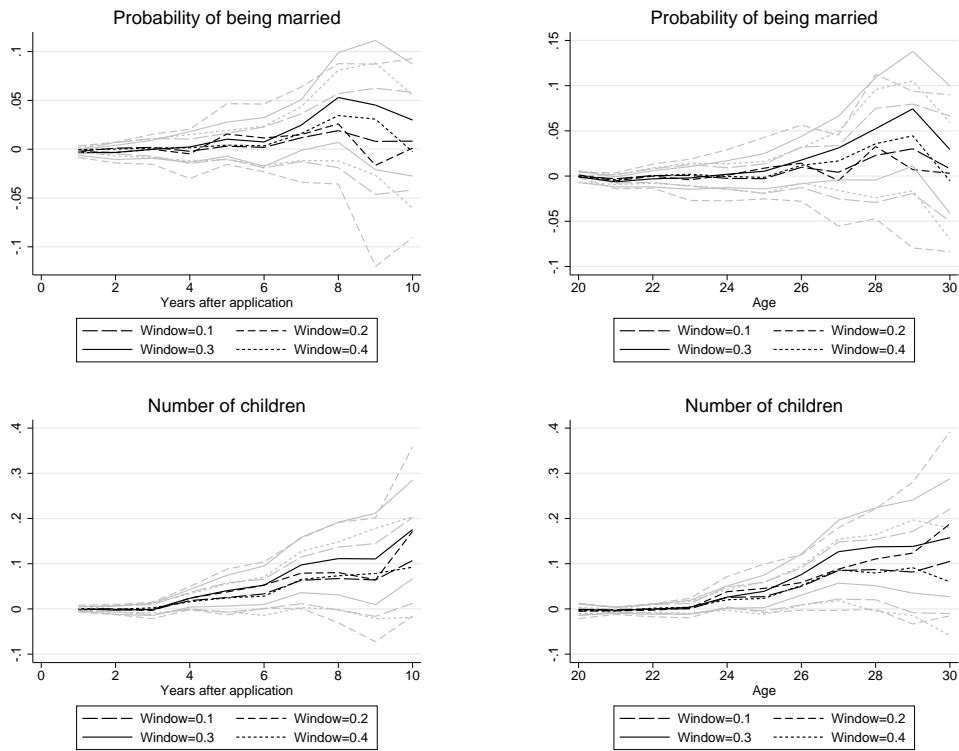 Probability of being married
.1
.05
0
-.05
-.1
0 2 4 6 8 10
Years after application
Window=0.1 Window=0.2
Window=0.3 Window=0.4
Probability of being married
.15
.1
.05
0
-.05
-.1
20 22 24 26 28 30
Age
Window=0.1 Window=0.2
Window=0.3 Window=0.4
Number of children
.4
.3
.2
.1
0
-.1
0 2 4 6 8 10
Years after application
Window=0.1 Window=0.2
Window=0.3 Window=0.4
Number of children
.4
.3
.2
.1
0
-.1
20 22 24 26 28 30
Age
Window=0.1 Window=0.2
Window=0.3 Window=0.4